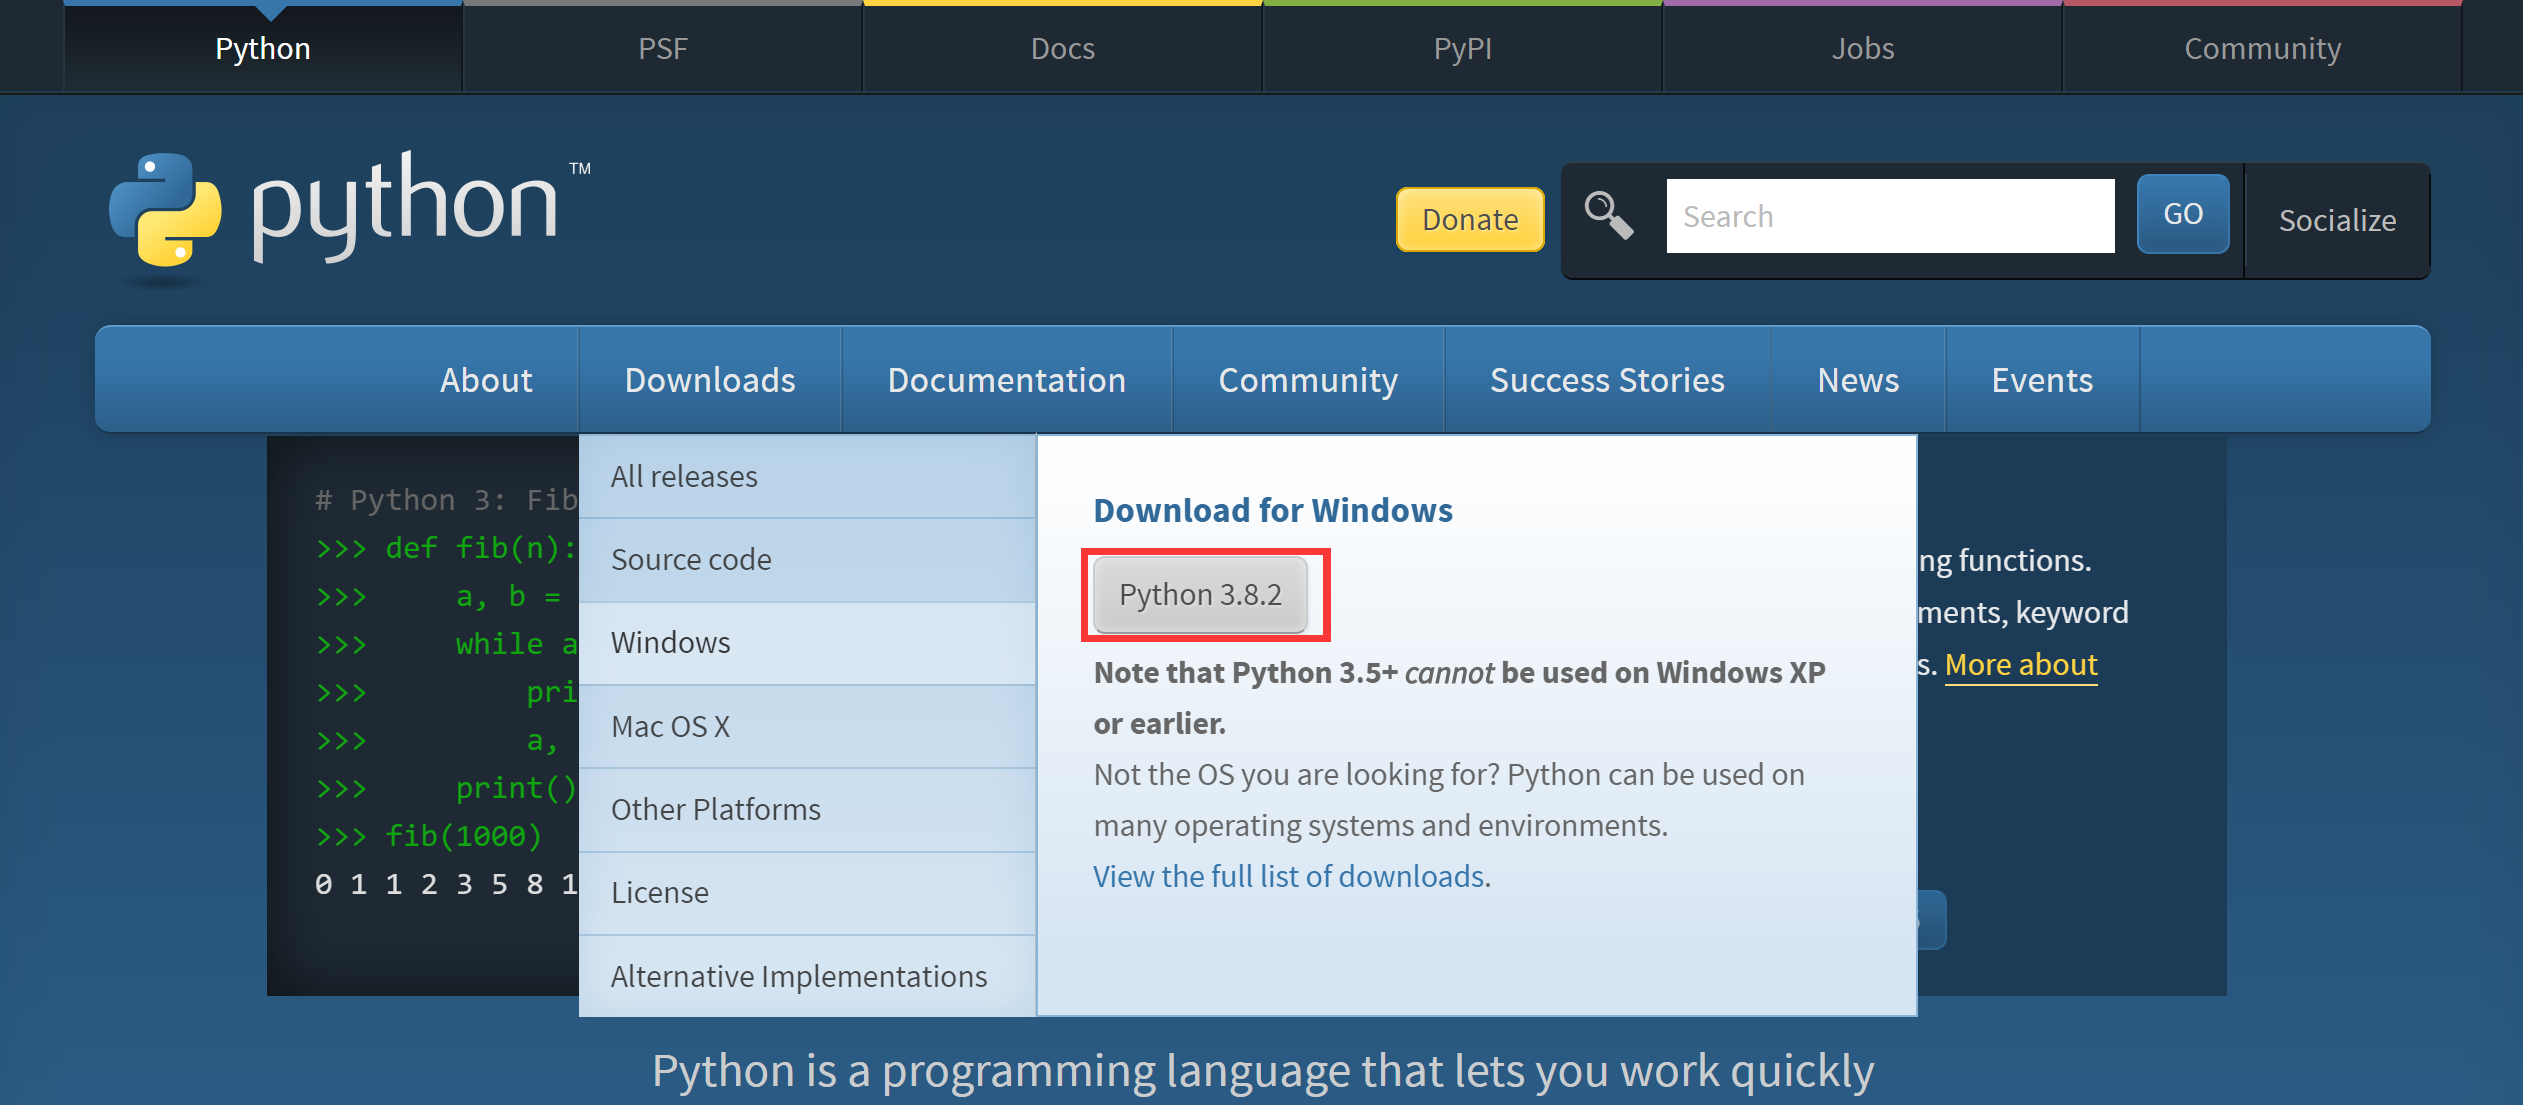 Python PSF Docs PyPI Jobs Community
python TM
Donate Search GO Socialize
About Downloads Documentation Community Success Stories News Events
# Python 3: Fib
>>> def fib(n):
>>> a, b =
>>> while a
>>> pri
>>> a,
>>> print()
>>> fib(1000)
0 1 1 2 3 5 8 1
All releases
Source code
Windows
Mac OS X
Other Platforms
License
Alternative Implementations
Download for Windows
Python 3.8.2
Note that Python 3.5+ cannot be used on Windows XP
or earlier.
Not the OS you are looking for? Python can be used on
many operating systems and environments.
View the full list of downloads.
ng functions.
ments, keyword
s. More about
Python is a programming language that lets you work quickly